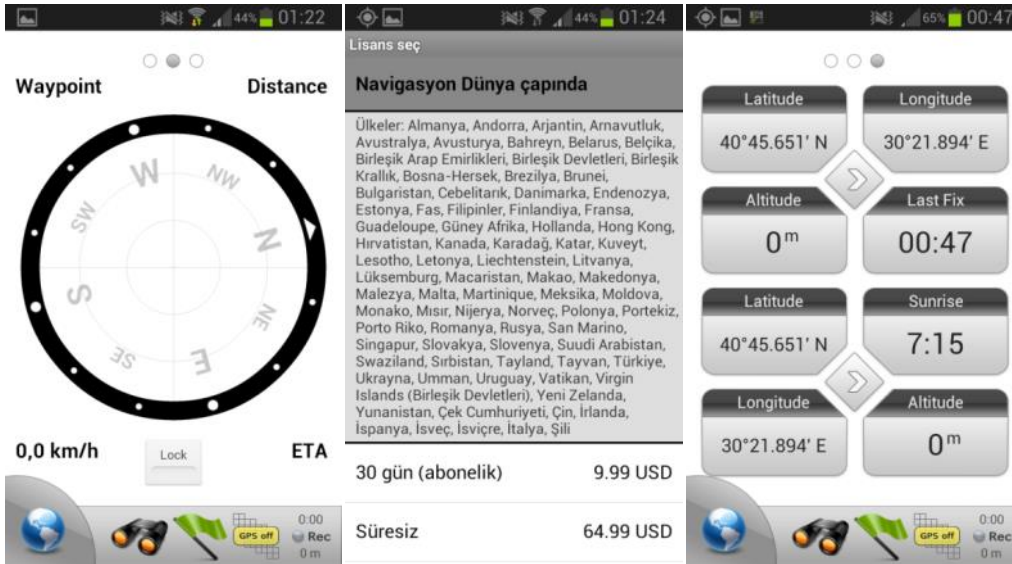 44% 01:22
Waypoint Distance
W
NW
SW
N
S
NE
SE
E
0,0 km/h Lock ETA
GPS off
0:00
Rec
0 m
44% 01:24
Lisans seç
Navigasyon Dünya çapında
Ülkeler: Almanya, Andorra, Arjantin, Arnavutluk,
Avustralya, Avusturya, Bahreyn, Belarus, Belçika,
Birleşik Arap Emirlikleri, Birleşik Devletleri, Birleşik
Krallık, Bosna-Hersek, Brezilya, Brunei,
Bulgaristan, Cebelitarık, Danimarka, Endenozya,
Estonya, Fas, Filipinler, Finlandiya, Fransa,
Guadeloupe, Güney Afrika, Hollanda, Hong Kong,
Hırvatistan, Kanada, Karadağ, Katar, Kuveyt,
Lesotho, Letonya, Liechtenstein, Litvanya,
Lüksemburg, Macaristan, Makao, Makedonya,
Malezya, Malta, Martinique, Meksika, Moldova,
Monako, Mısır, Nijerya, Norveç, Polonya, Portekiz,
Porto Riko, Romanya, Rusya, San Marino,
Singapur, Slovakya, Slovenya, Suudi Arabistan,
Swaziland, Sırbistan, Tayland, Tayvan, Türkiye,
Ukrayna, Umman, Uruguay, Vatikan, Virgin
Islands (Birleşik Devletleri), Yeni Zelanda,
Yunanistan, Çek Cumhuriyeti, Çin, İrlanda,
İspanya, İsveç, İsviçre, İtalya, Şili
30 gün (abonelik) 9.99 USD
Süresiz 64.99 USD
65% 00:47
Latitude Longitude
40°45.651' N 30°21.894' E
Altitude Last Fix
0 m 00:47
Latitude Sunrise
40°45.651' N 7:15
Longitude Altitude
30°21.894' E 0 m
GPS off
0:00
Rec
0 m